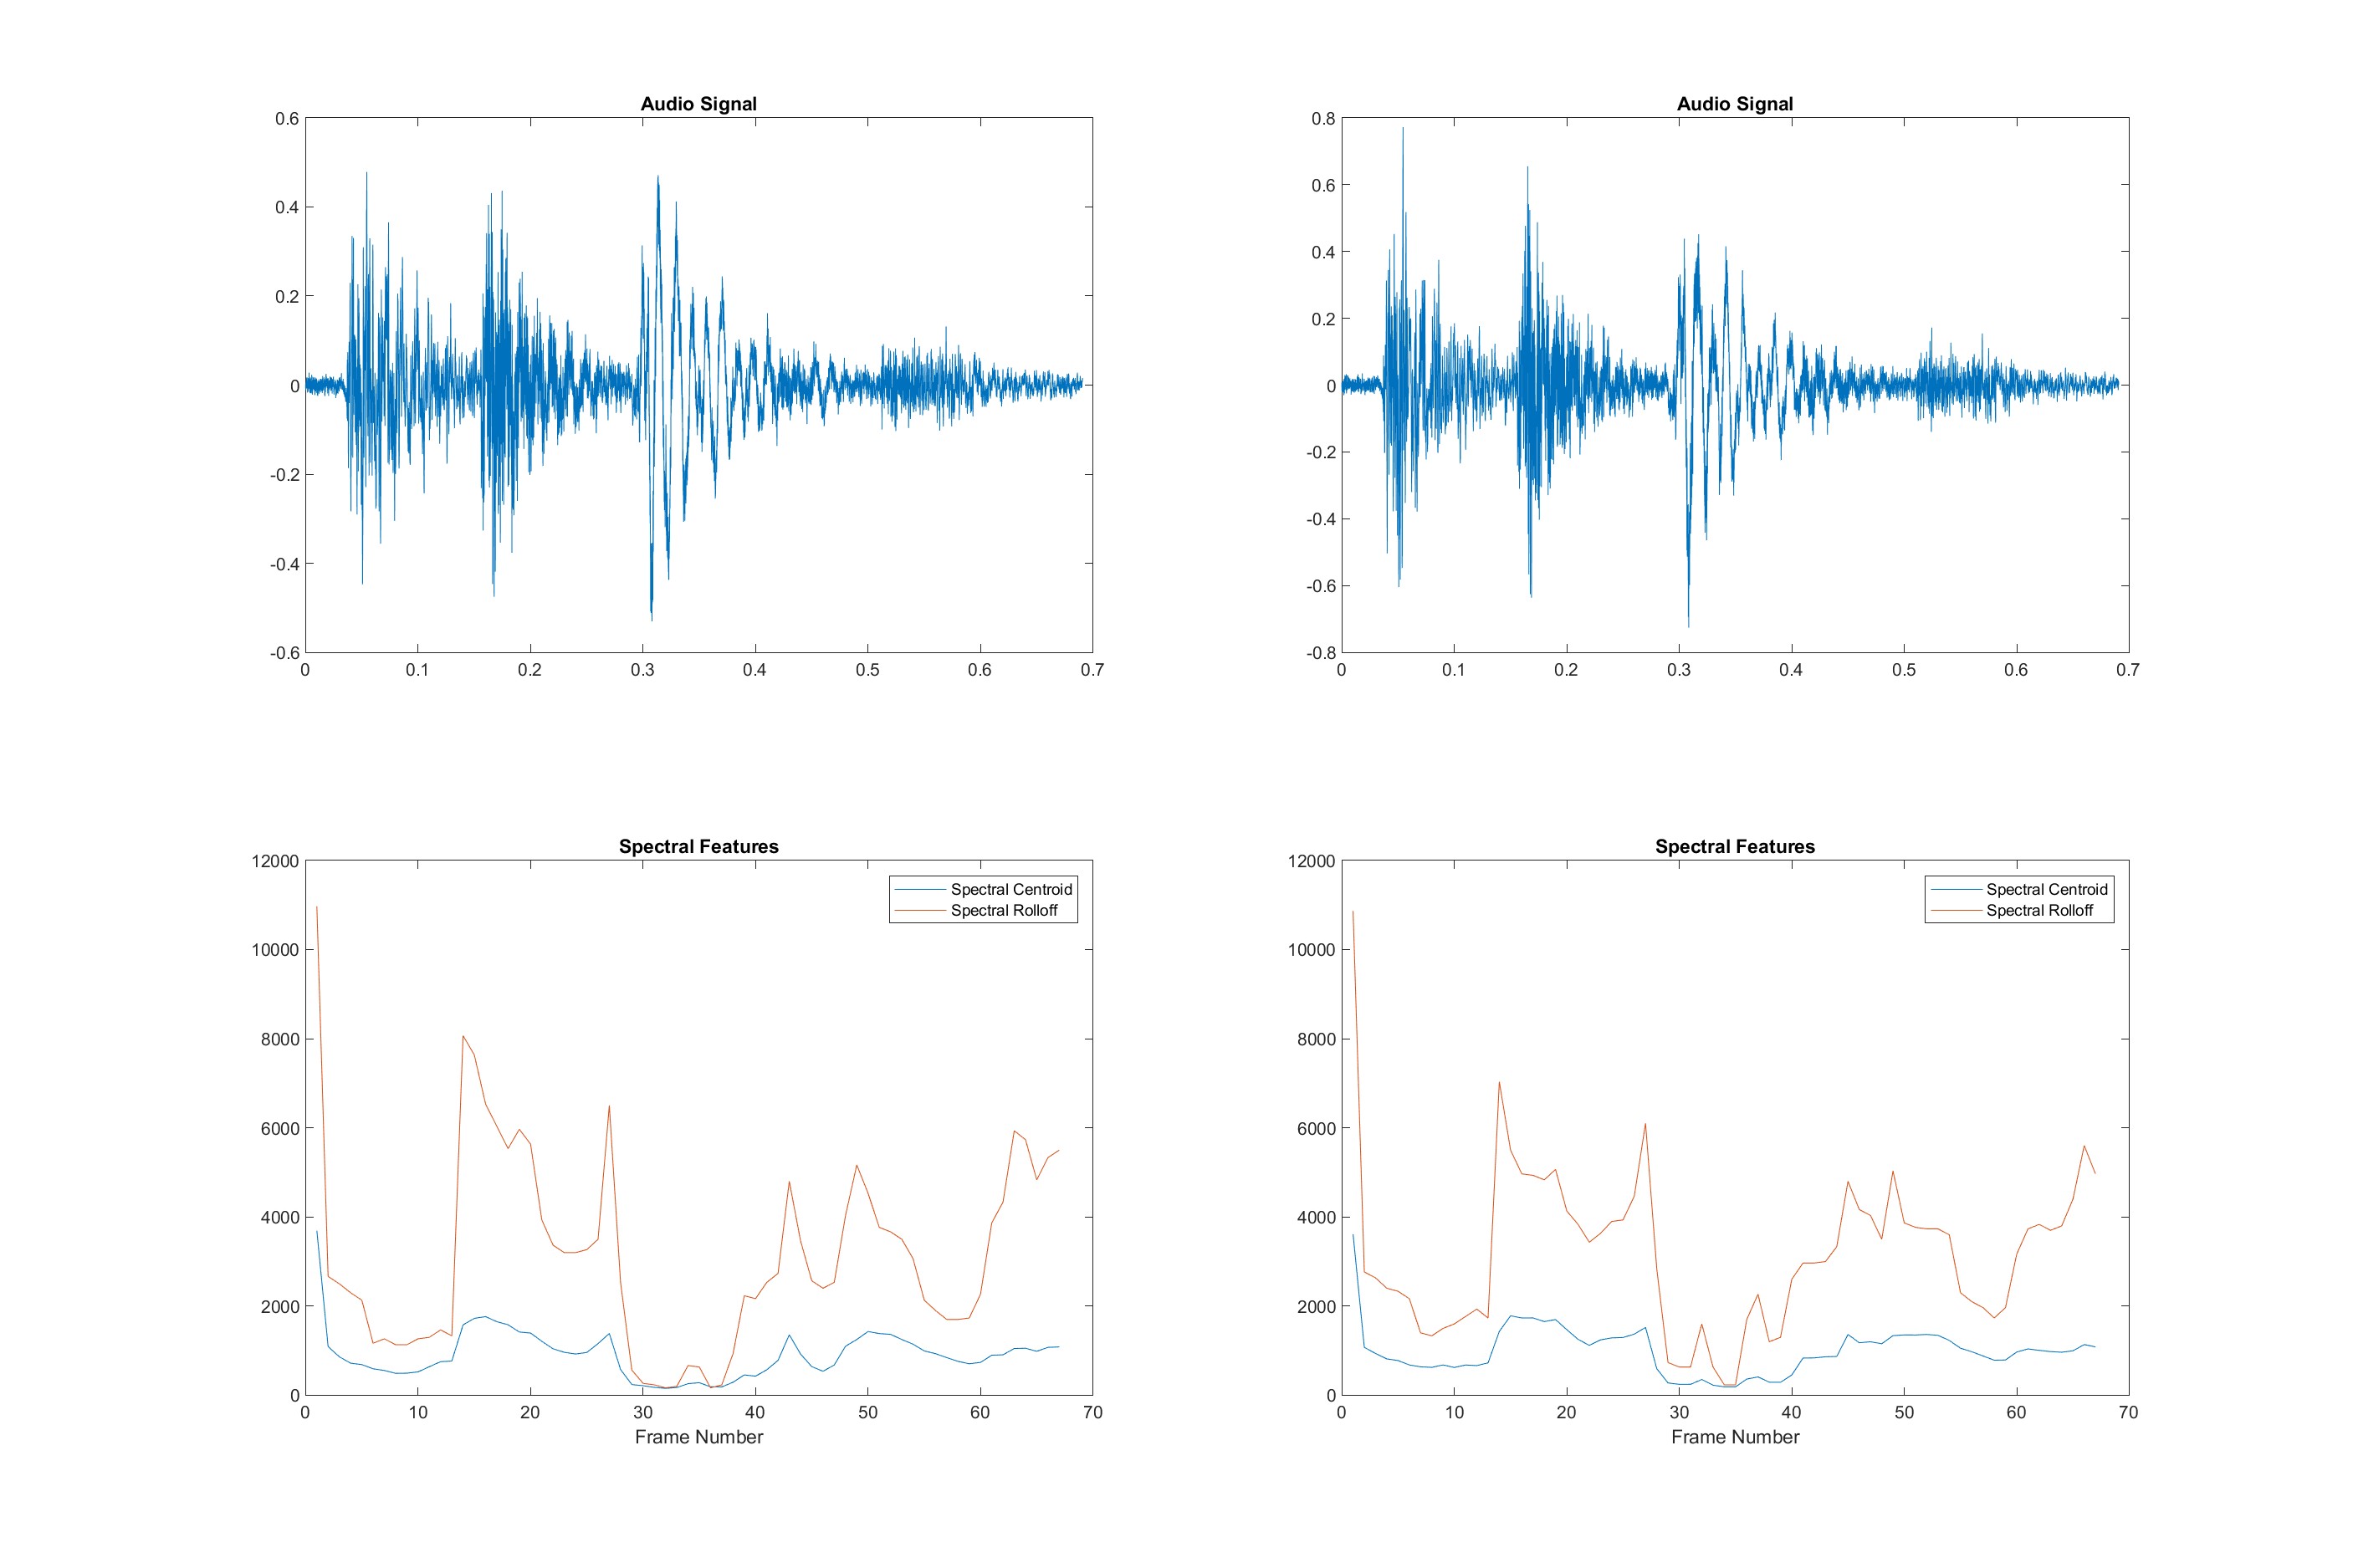 Audio Signal
0.6
0.4
0.2
0
-0.2
-0.4
-0.6
0 0.1 0.2 0.3 0.4 0.5 0.6 0.7
Audio Signal
0.8
0.6
0.4
0.2
0
-0.2
-0.4
-0.6
-0.8
0 0.1 0.2 0.3 0.4 0.5 0.6 0.7
Spectral Features
12000
10000
8000
6000
4000
2000
0
Spectral Centroid
Spectral Rolloff
0 10 20 30 40 50 60 70
Frame Number
Spectral Features
12000
10000
8000
6000
4000
2000
0
Spectral Centroid
Spectral Rolloff
0 10 20 30 40 50 60 70
Frame Number